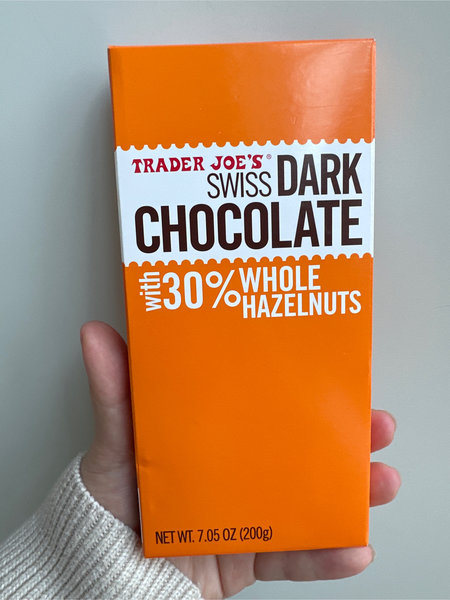 TRADER JOE'S®
SWISS DARK
CHOCOLATE
with 30% WHOLE
HAZELNUTS
NET WT. 7.05 OZ (200g)